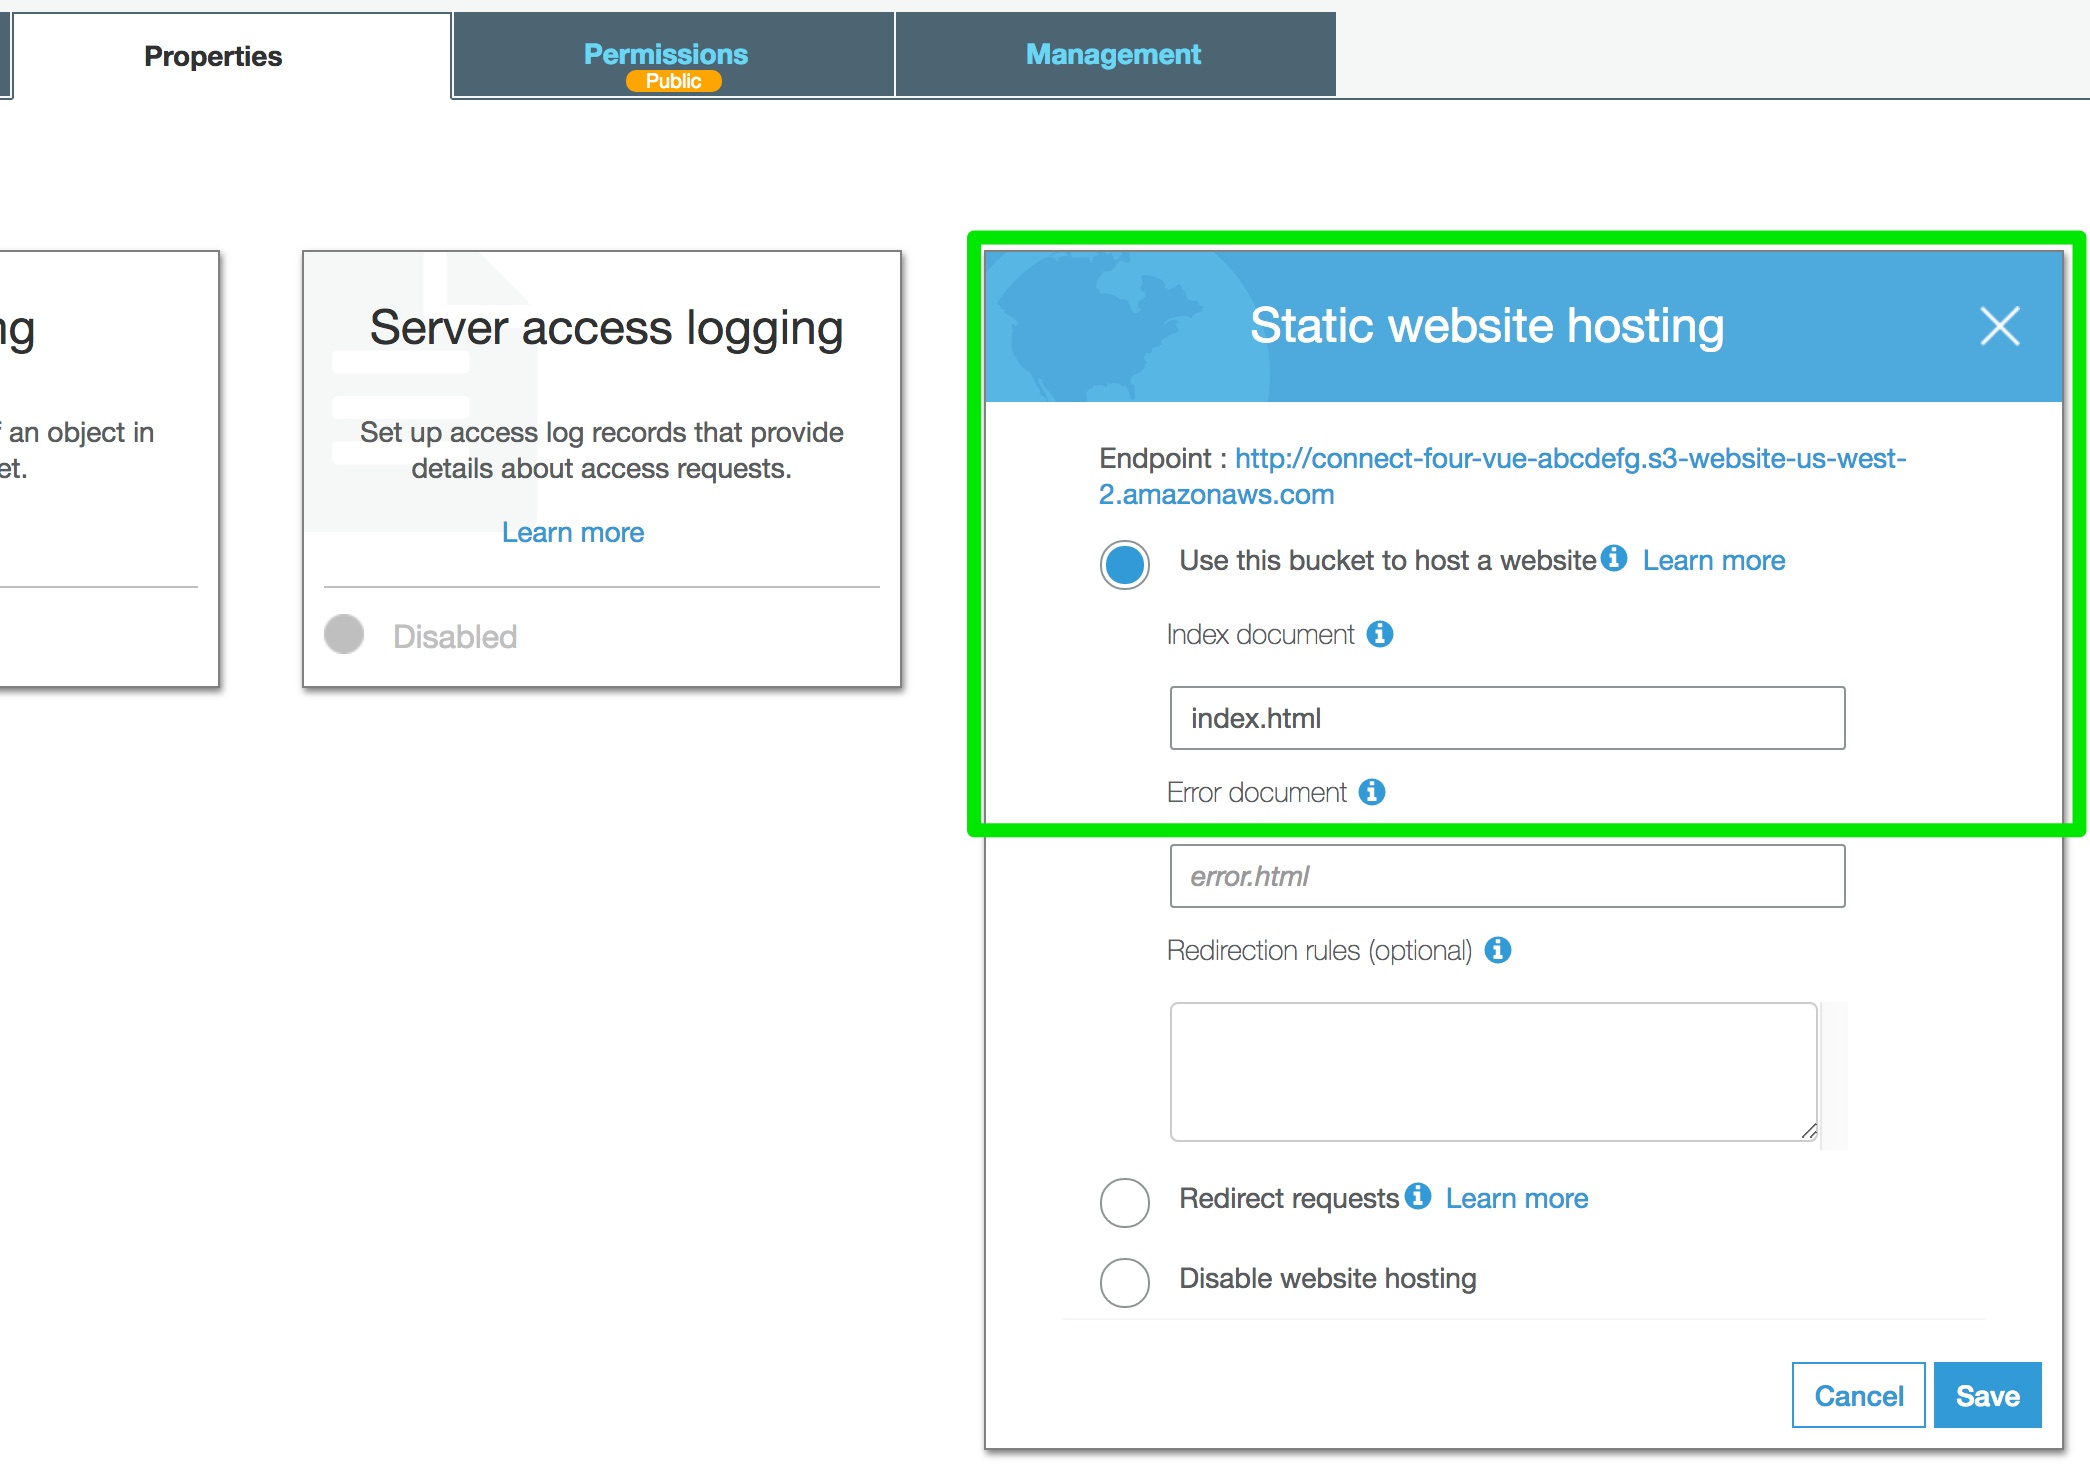 Properties
Permissions
Public
Management
Server access logging
Set up access log records that provide
details about access requests.
Learn more
Disabled
an object in
Static website hosting
Endpoint : http://connect-four-vue-abcdefg.s3-website-us-west-
2.amazonaws.com
Use this bucket to host a website Learn more
Index document
index.html
Error document
error.html
Redirection rules (optional)
Redirect requests Learn more
Disable website hosting
Cancel
Save